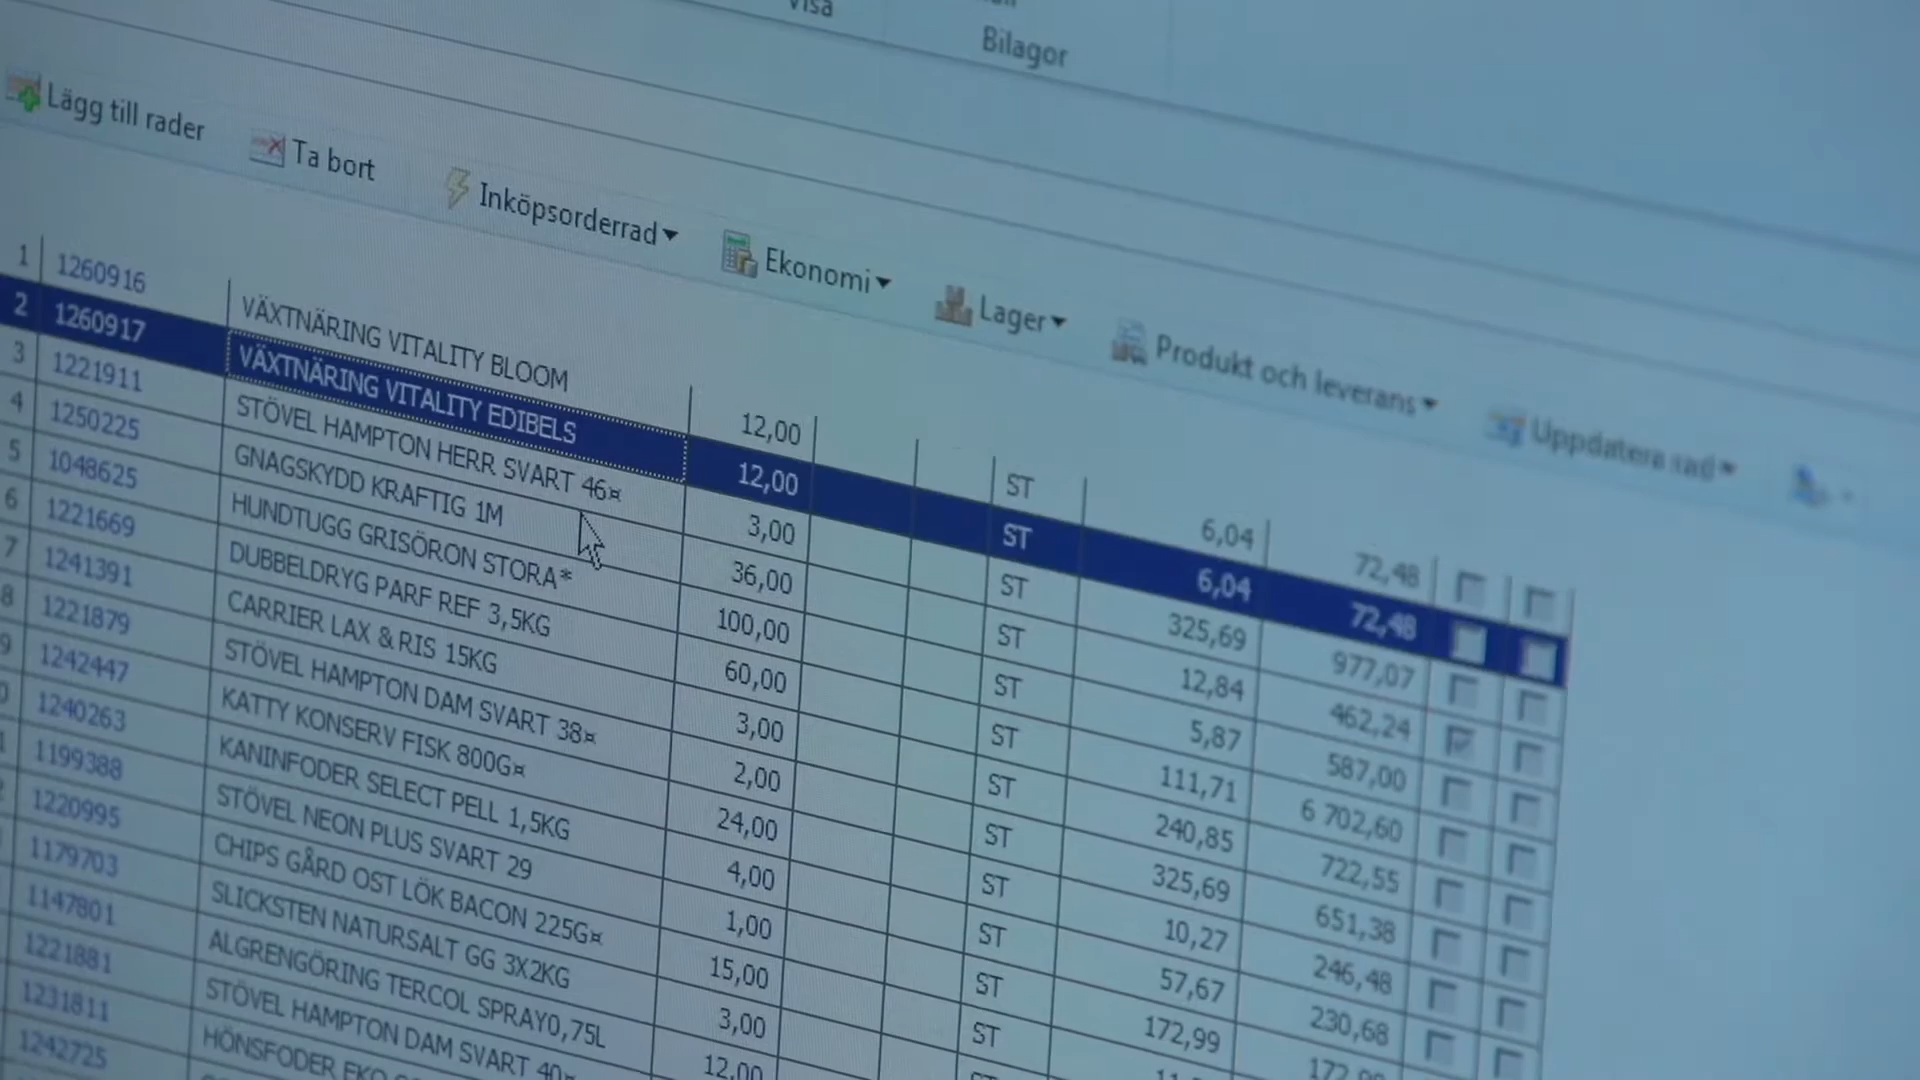 Visa
Bilagor
Lägg till rader Ta bort Inköpsorderrad Ekonomi Lager Produkt och leverans Uppdatera rad
1 1260916 VÄXTNÄRING VITALITY BLOOM 12,00 ST 6,04 72,48
2 1260917 VÄXTNÄRING VITALITY EDIBELS 12,00 ST 6,04 72,48
3 1221911 STÖVEL HAMPTON HERR SVART 46¤ 3,00 ST 325,69 977,07
4 1250225 GNAGSKYDD KRAFTIG 1M 36,00 ST 12,84 462,24
5 1048625 HUNDTUGG GRISÖRON STORA* 100,00 ST 5,87 587,00
6 1221669 DUBBELDRYG PARF REF 3,5KG 60,00 ST 111,71 6 702,60
7 1241391 CARRIER LAX & RIS 15KG 3,00 ST 240,85 722,55
8 1221879 STÖVEL HAMPTON DAM SVART 38¤ 2,00 ST 325,69 651,38
9 1242447 KATTY KONSERV FISK 800G¤ 24,00 ST 10,27 246,48
0 1240263 KANINFODER SELECT PELL 1,5KG 4,00 ST 57,67 230,68
1 1199388 STÖVEL NEON PLUS SVART 29 1,00 ST 172,99 172,99
1220995 CHIPS GÅRD OST LÖK BACON 225G¤ 15,00 ST
1179703 SLICKSTEN NATURSALT GG 3X2KG 3,00 ST
1147801 ALGRENGÖRING TERCOL SPRAY0,75L 12,00
1221881 STÖVEL HAMPTON DAM SVART 40¤
1231811 HÖNSFODER EKO
1242725